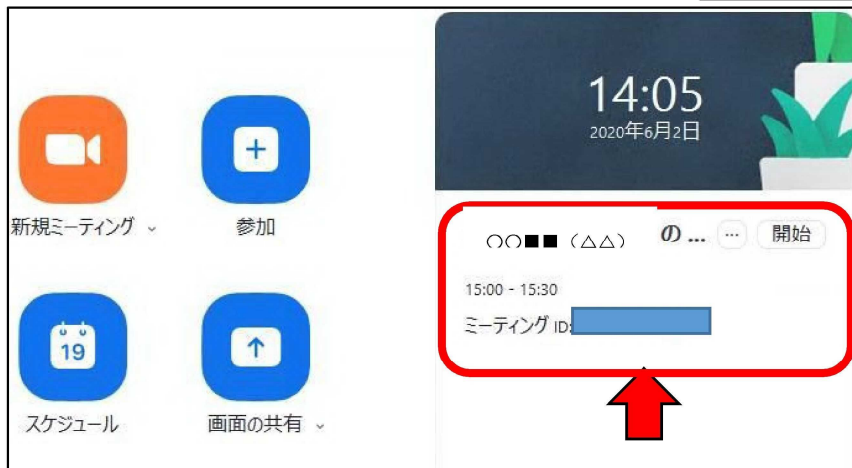 14:05
2020年6月2日
新規ミーティング
参加
19
スケジュール
画面の共有
○○■■（△△） の ... ... 開始
15:00 - 15:30
ミーティング ID: